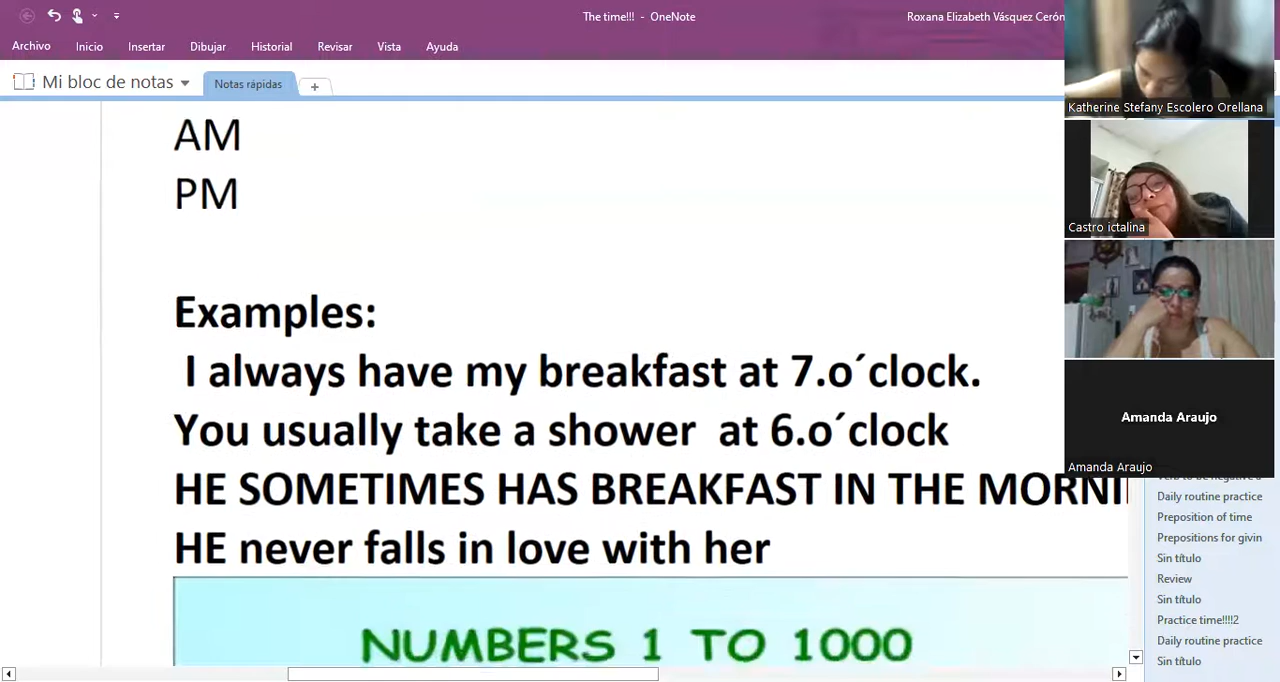 The time!!! - OneNote
Roxana Elizabeth Vásquez Cerón
Archivo Inicio Insertar Dibujar Historial Revisar Vista Ayuda
Mi bloc de notas
Notas rápidas
+
AM
PM
Examples:
I always have my breakfast at 7.o´clock.
You usually take a shower at 6.o´clock
HE SOMETIMES HAS BREAKFAST IN THE MORNI
HE never falls in love with her
NUMBERS 1 TO 1000
Katherine Stefany Escolero Orellana
Castro ictalina
Amanda Araujo
Amanda Araujo
Daily routine practice
Preposition of time
Prepositions for givin
Sin título
Review
Sin título
Practice time!!!!2
Daily routine practice
Sin título